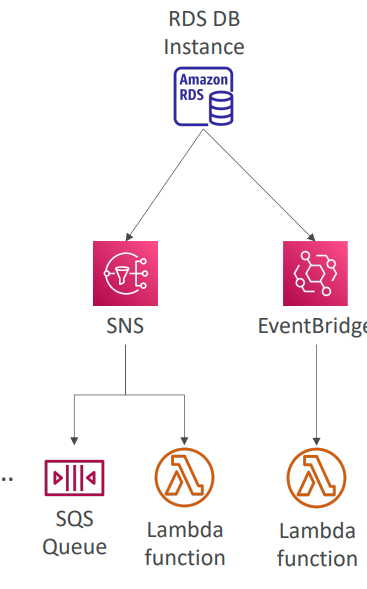 RDS DB
Instance
Amazon
RDS
SNS
EventBridge
..
SQS
Queue
Lambda
function
Lambda
function